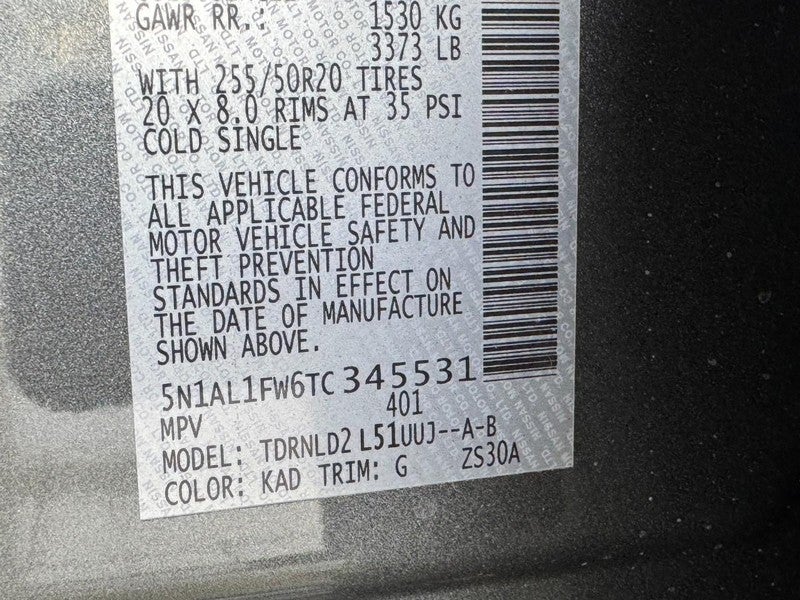 GAWR RR.: 1530 KG
3373 LB
WITH 255/50R20 TIRES
20 X 8.0 RIMS AT 35 PSI
COLD SINGLE
THIS VEHICLE CONFORMS TO
ALL APPLICABLE FEDERAL
MOTOR VEHICLE SAFETY AND
THEFT PREVENTION
STANDARDS IN EFFECT ON
THE DATE OF MANUFACTURE
SHOWN ABOVE.
5N1AL1FW6TC345531
MPV 401
MODEL: TDRNLD2 L51UUJ--A-B
COLOR: KAD TRIM: G ZS30A